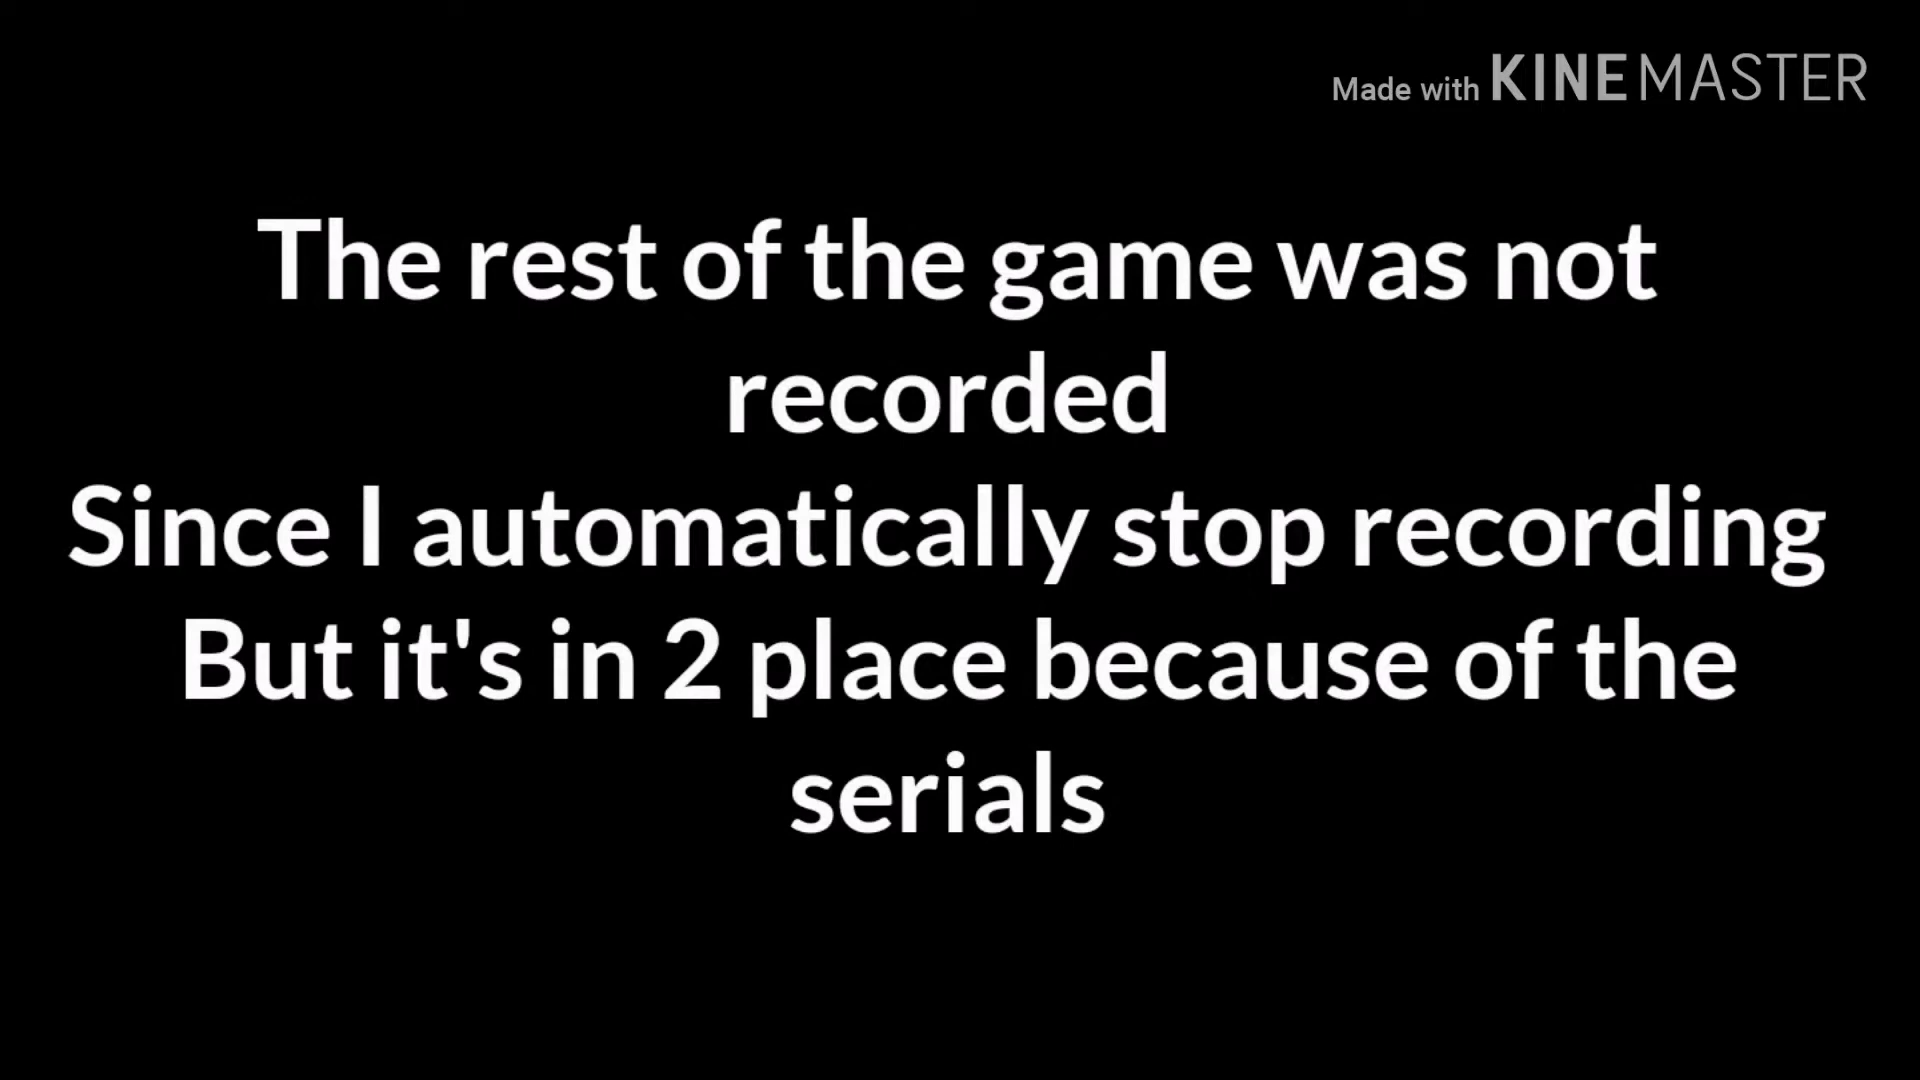 Made with KINEMASTER
The rest of the game was not
recorded
Since I automatically stop recording
But it's in 2 place because of the
serials